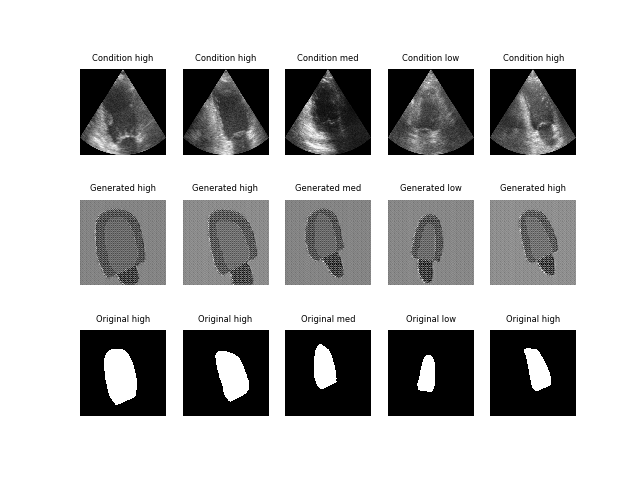 Condition high Condition high Condition med Condition low Condition high
Generated high Generated high Generated med Generated low Generated high
Original high Original high Original med Original low Original high